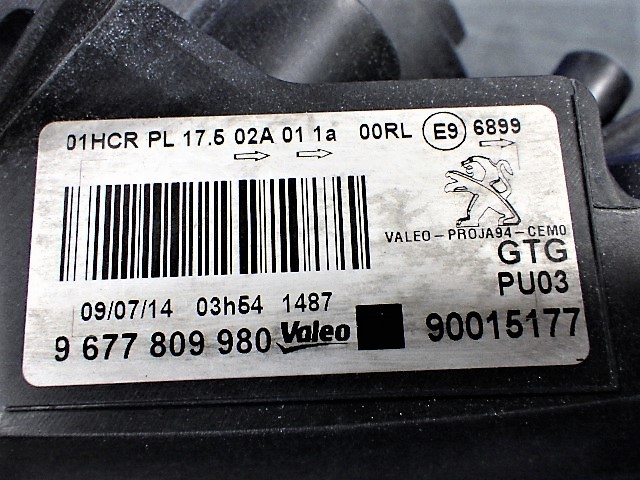 01HCR PL 17.5 02A 01 1a 00RL E9 6899
VALEO-PROJA94-CEM0
GTG
PU03
09/07/14 03h54 1487
9 677 809 980 Valeo 90015177